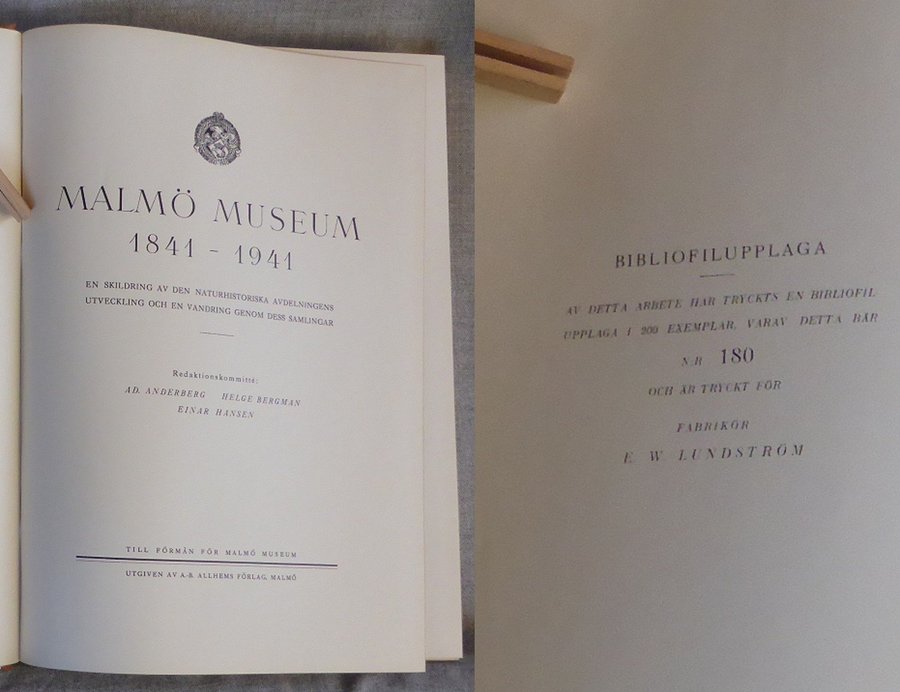 MALMÖ MUSEUM
1841 - 1941
EN SKILDRING AV DEN NATURHISTORISKA AVDELNINGENS
UTVECKLING OCH EN VANDRING GENOM DESS SAMLINGAR
Redaktionskommitté:
AD. ANDERBERG HELGE BERGMAN
EINAR HANSEN
TILL FÖRMÅN FÖR MALMÖ MUSEUM
UTGIVEN AV A.-B. ALLHEMS FÖRLAG, MALMÖ
BIBLIOFILUPPLAGA
AV DETTA ARBETE HAR TRYCKTS EN BIBLIOFIL-
UPPLAGA I 200 EXEMPLAR, VARAV DETTA BÄR
N:R 180
OCH ÄR TRYCKT FÖR
FABRIKÖR
E. W. LUNDSTRÖM